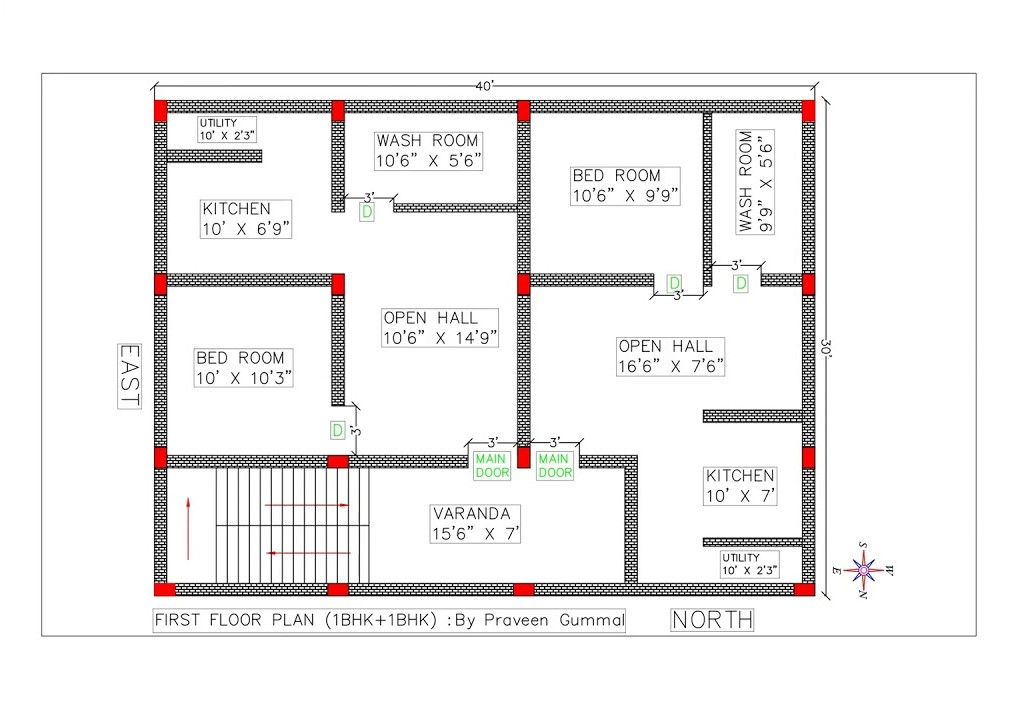 40'
UTILITY
10' X 2'3"
WASH ROOM
10'6" X 5'6"
BED ROOM
10'6" X 9'9"
WASH ROOM
9'9" X 5'6"
KITCHEN
10' X 6'9"
3'
D
3'
D
D
3'
OPEN HALL
10'6" X 14'9"
OPEN HALL
16'6" X 7'6"
30'
EAST
BED ROOM
10' X 10'3"
D
3'
3'
3'
MAIN
DOOR
MAIN
DOOR
KITCHEN
10' X 7'
VARANDA
15'6" X 7'
UTILITY
10' X 2'3"
S
W
E
N
FIRST FLOOR PLAN (1BHK+1BHK) :By Praveen Gummal
NORTH